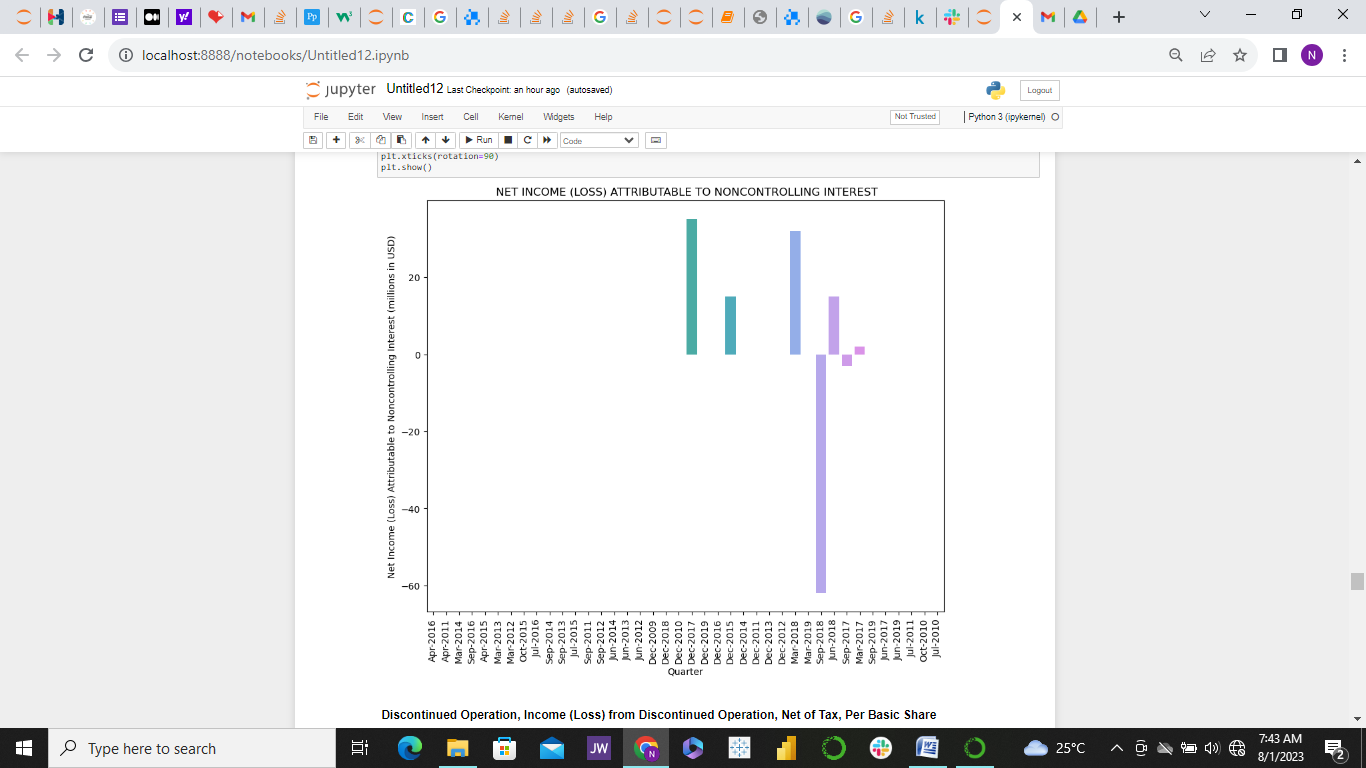 localhost:8888/notebooks/Untitled12.ipynb
N
jupyter Untitled12 Last Checkpoint: an hour ago (autosaved)
Logout
File Edit View Insert Cell Kernel Widgets Help
Not Trusted
Python 3 (ipykernel)
Run
Code
plt.xticks(rotation=90)
plt.show()
NET INCOME (LOSS) ATTRIBUTABLE TO NONCONTROLLING INTEREST
Net Income (Loss) Attributable to Noncontrolling Interest (millions in USD)
20
0
−20
−40
−60
Apr-2016
Apr-2011
Mar-2014
Sep-2016
Apr-2015
Mar-2013
Mar-2012
Oct-2015
Jul-2016
Sep-2014
Sep-2013
Jul-2015
Sep-2011
Sep-2012
Jun-2014
Jun-2013
Jun-2012
Dec-2009
Dec-2018
Dec-2010
Dec-2017
Dec-2019
Dec-2016
Dec-2015
Dec-2014
Dec-2011
Dec-2013
Dec-2012
Mar-2018
Mar-2019
Sep-2018
Jun-2018
Sep-2017
Mar-2017
Sep-2019
Jun-2017
Jun-2019
Jul-2011
Oct-2010
Jul-2010
Quarter
Discontinued Operation, Income (Loss) from Discontinued Operation, Net of Tax, Per Basic Share
Type here to search
JW
N
25°C
7:43 AM
8/1/2023
2